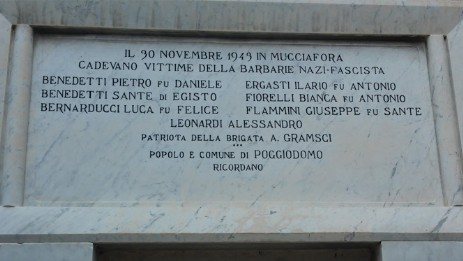 IL 30 NOVEMBRE 1943 IN MUCCIAFORA
CADEVANO VITTIME DELLA BARBARIE NAZI-FASCISTA
BENEDETTI PIETRO FU DANIELE
BENEDETTI SANTE DI EGISTO
BERNARDUCCI LUCA FU FELICE
ERGASTI ILARIO FU ANTONIO
FIORELLI BIANCA FU ANTONIO
FLAMMINI GIUSEPPE FU SANTE
LEONARDI ALESSANDRO
PATRIOTA DELLA BRIGATA A. GRAMSCI
...
POPOLO E COMUNE DI POGGIODOMO
RICORDANO